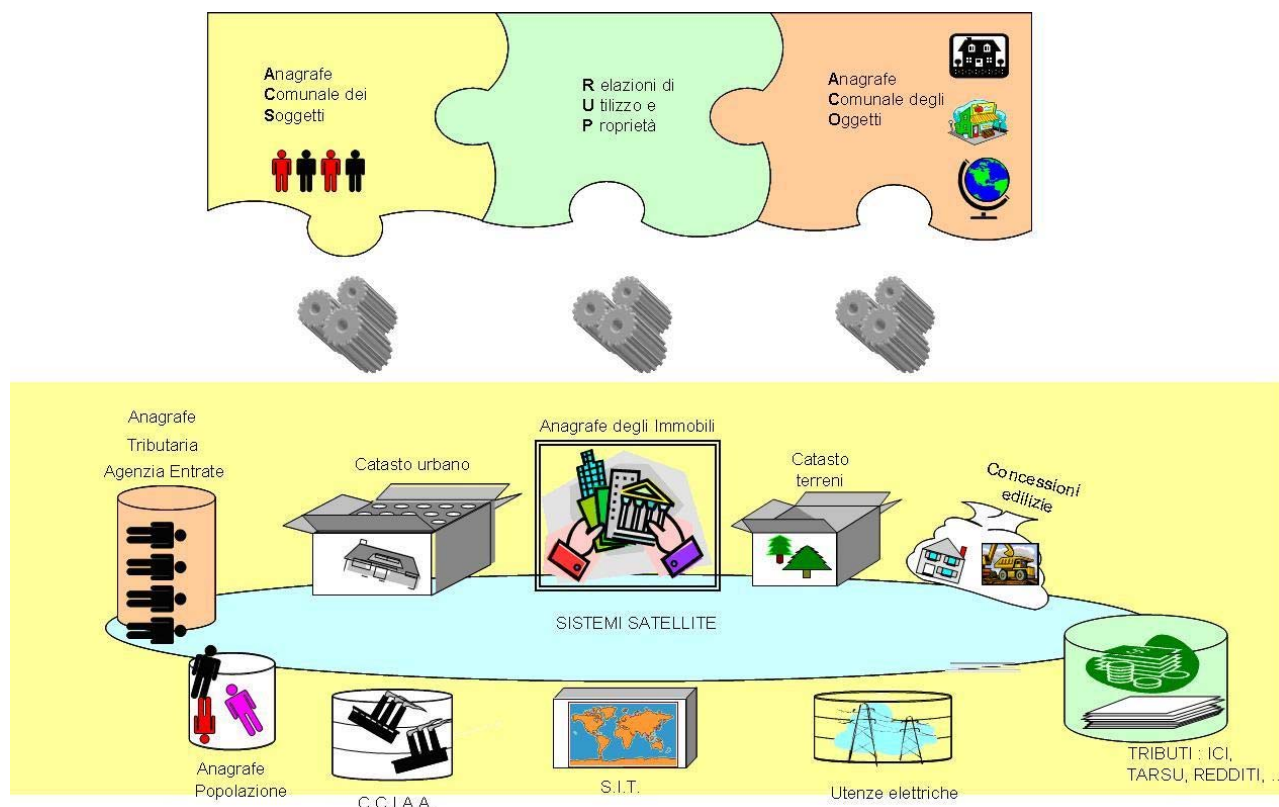 Anagrafe
Comunale dei
Soggetti
R elazioni di
U tilizzo e
P roprietà
Anagrafe
Comunale degli
Oggetti
Anagrafe
Tributaria
Agenzia Entrate
Catasto urbano
Anagrafe degli Immobili
Catasto
terreni
Concessioni
edilizie
SISTEMI SATELLITE
Anagrafe
Popolazione
C.C.I.A.A.
S.I.T.
Utenze elettriche
TRIBUTI : ICI,
TARSU, REDDITI, ..